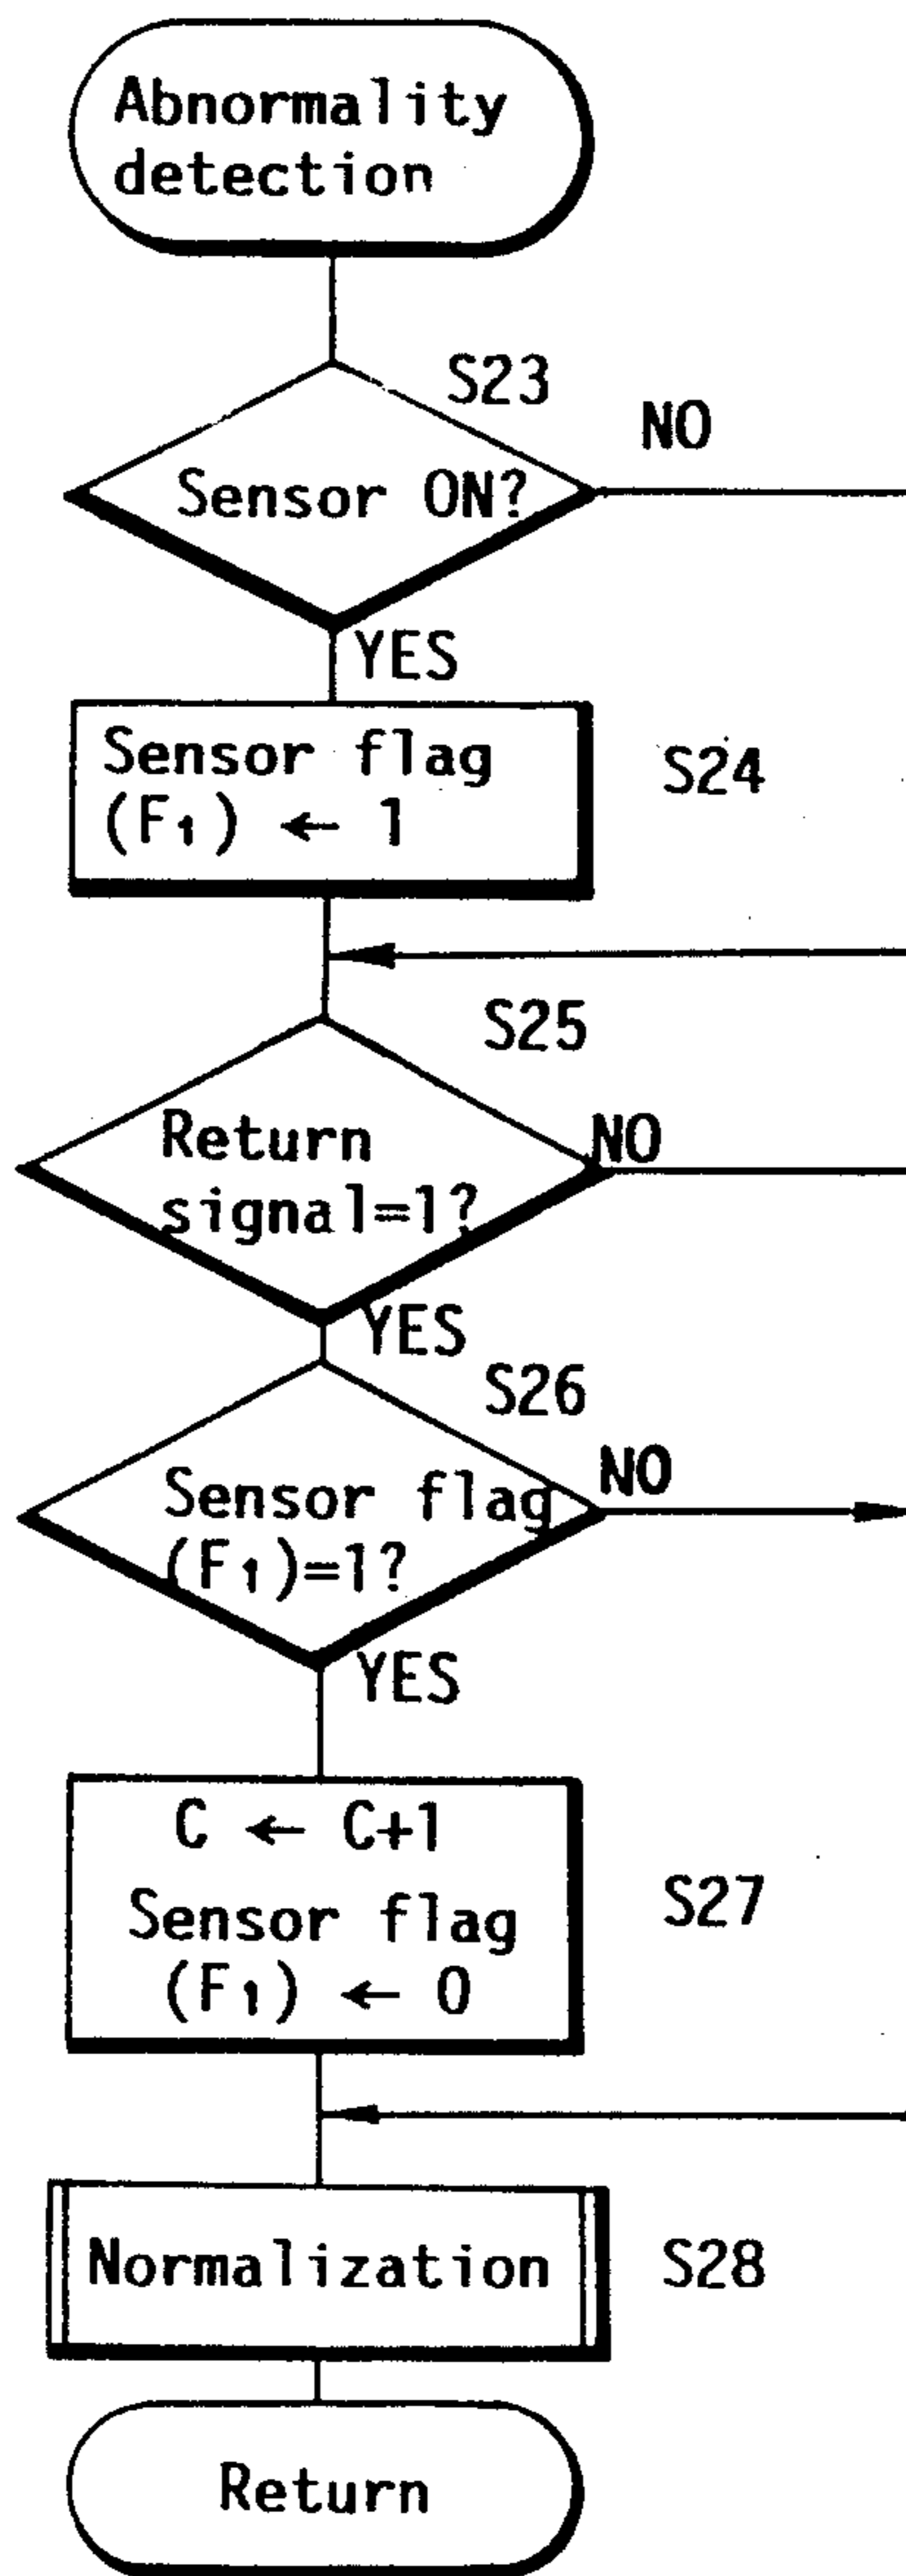 Abnormality
detection
S23
NO
Sensor ON?
YES
Sensor flag
(F₁) ← 1
S24
S25
Return
signal=1?
NO
YES
S26
Sensor flag
(F₁)=1?
NO
YES
C ← C+1
Sensor flag
(F₁) ← 0
S27
Normalization
S28
Return